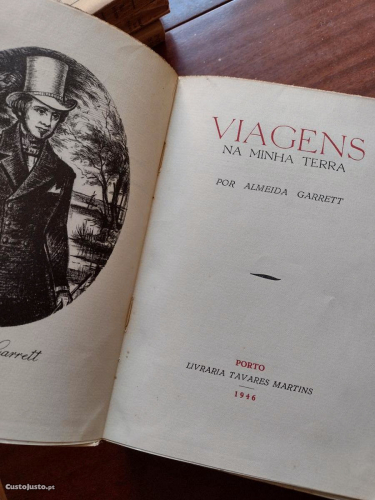 Garrett
VIAGENS
NA MINHA TERRA
POR ALMEIDA GARRETT
PORTO
LIVRARIA TAVARES MARTINS
1946
CustoJusto.pt